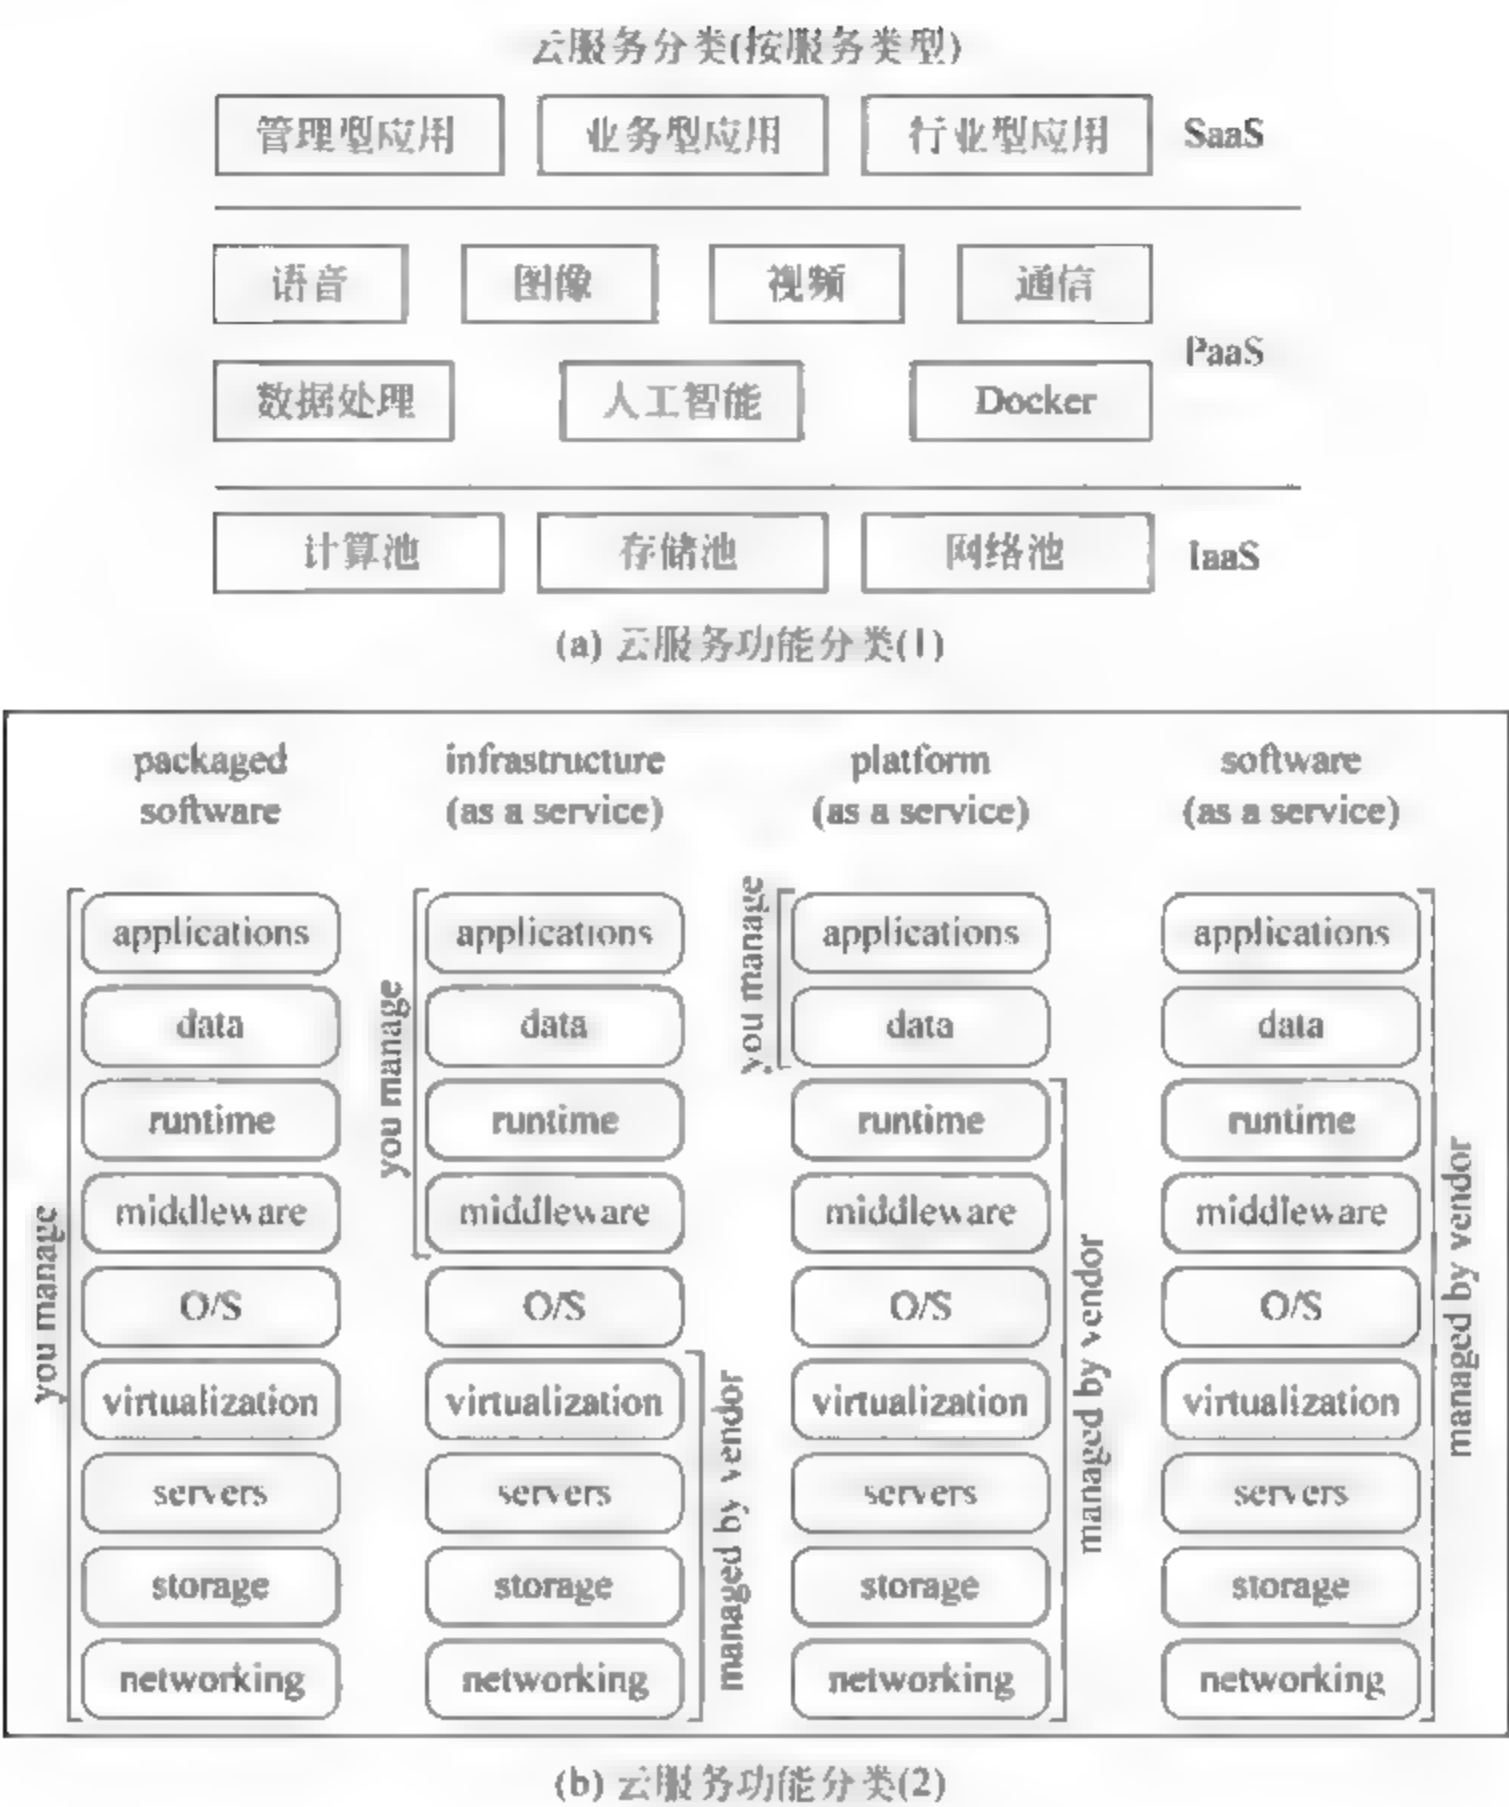 云服务分类(按服务类型)
管理型应用 业务型应用 行业型应用 SaaS
语音 图像 视频 通信
PaaS
数据处理 人工智能 Docker
计算池 存储池 网络池 IaaS
(a) 云服务功能分类(1)
packaged
software
infrastructure
(as a service)
platform
(as a service)
software
(as a service)
you manage
applications
data
runtime
middleware
O/S
virtualization
servers
storage
networking
you manage
applications
data
runtime
middleware
O/S
virtualization
servers
storage
networking
managed by vendor
you manage
applications
data
runtime
middleware
O/S
virtualization
servers
storage
networking
managed by vendor
applications
data
runtime
middleware
O/S
virtualization
servers
storage
networking
managed by vendor
(b) 云服务功能分类(2)